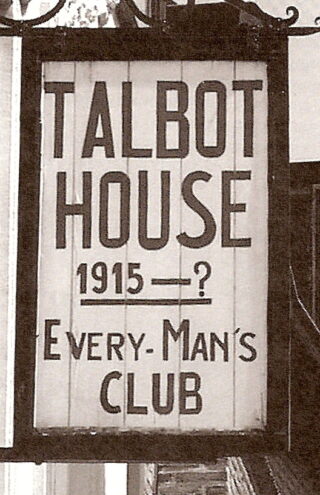 TALBOT
HOUSE
1915—?
EVERY-MAN'S
CLUB